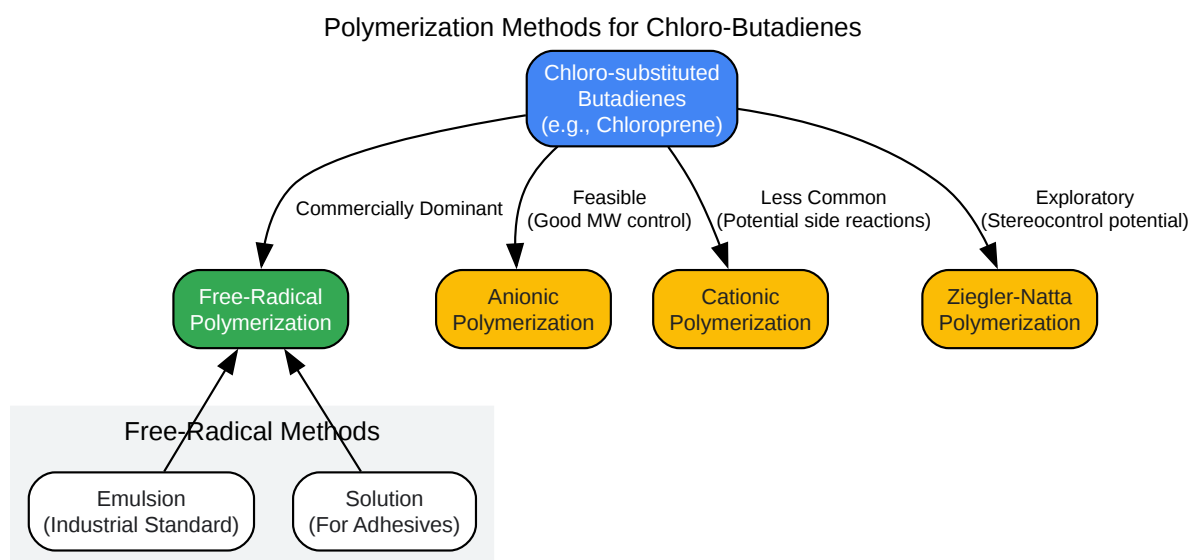 Polymerization Methods for Chloro-Butadienes
Chloro-substituted
Butadienes
(e.g., Chloroprene)
Commercially Dominant
Feasible
(Good MW control)
Less Common
(Potential side reactions)
Exploratory
(Stereocontrol potential)
Free-Radical
Polymerization
Anionic
Polymerization
Cationic
Polymerization
Ziegler-Natta
Polymerization
Free-Radical Methods
Emulsion
(Industrial Standard)
Solution
(For Adhesives)